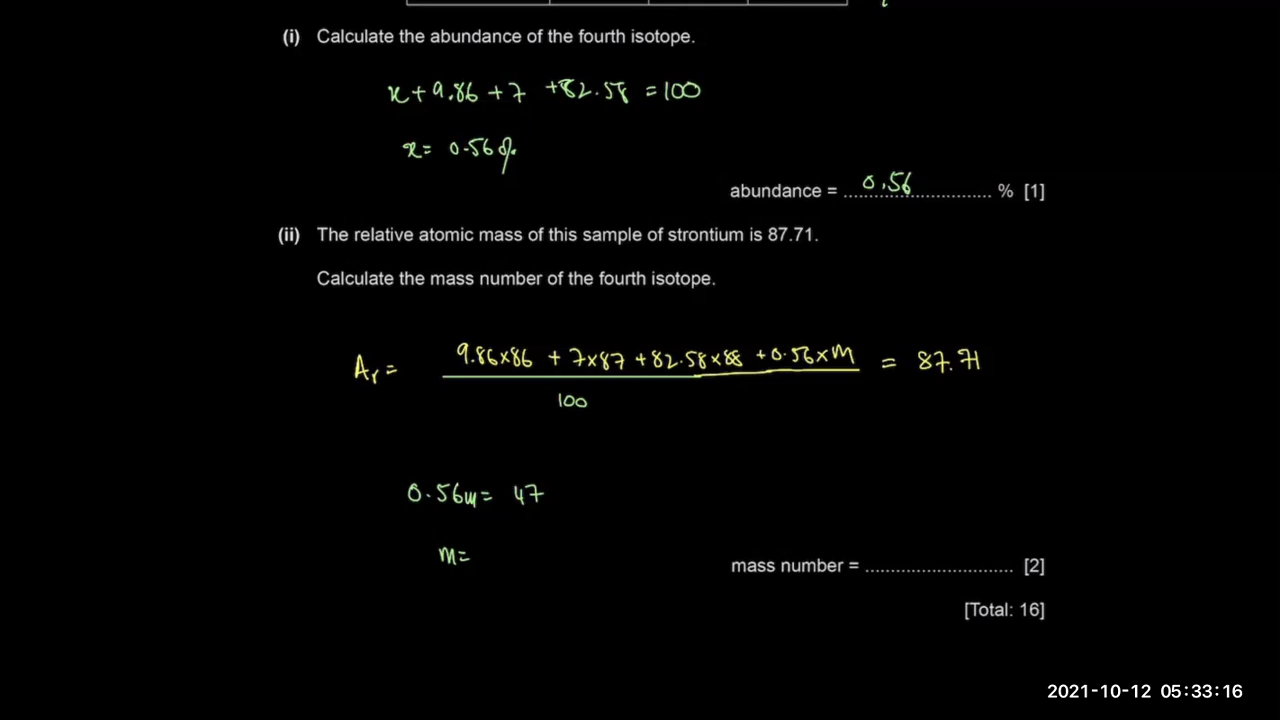 (i) Calculate the abundance of the fourth isotope.
x + 9.86 + 7 + 82.58 = 100
x = 0.56 %
abundance = ...0.56... % [1]
(ii) The relative atomic mass of this sample of strontium is 87.71.
Calculate the mass number of the fourth isotope.
Ar = 9.86×86 + 7×87 + 82.58×88 + 0.56×M = 87.71
100
0.56M = 47
M =
mass number = ............................ [2]
[Total: 16]
2021-10-12 05:33:16